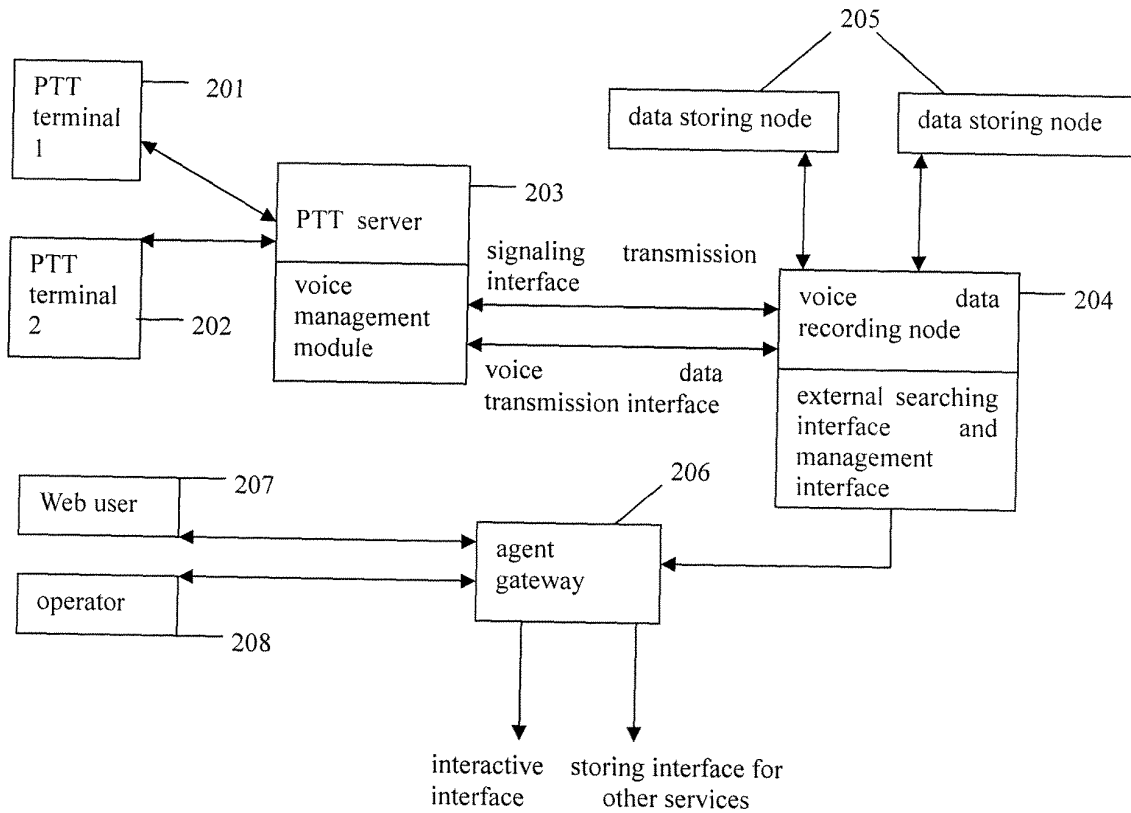 205
PTT
terminal
1
201
data storing node
data storing node
203
PTT server
PTT
terminal
2
202
signaling transmission
interface
voice
management
module
voice data
recording node
204
voice data
transmission interface
external searching
interface and
management
interface
Web user
207
206
agent
gateway
operator
208
interactive
interface
storing interface for
other services